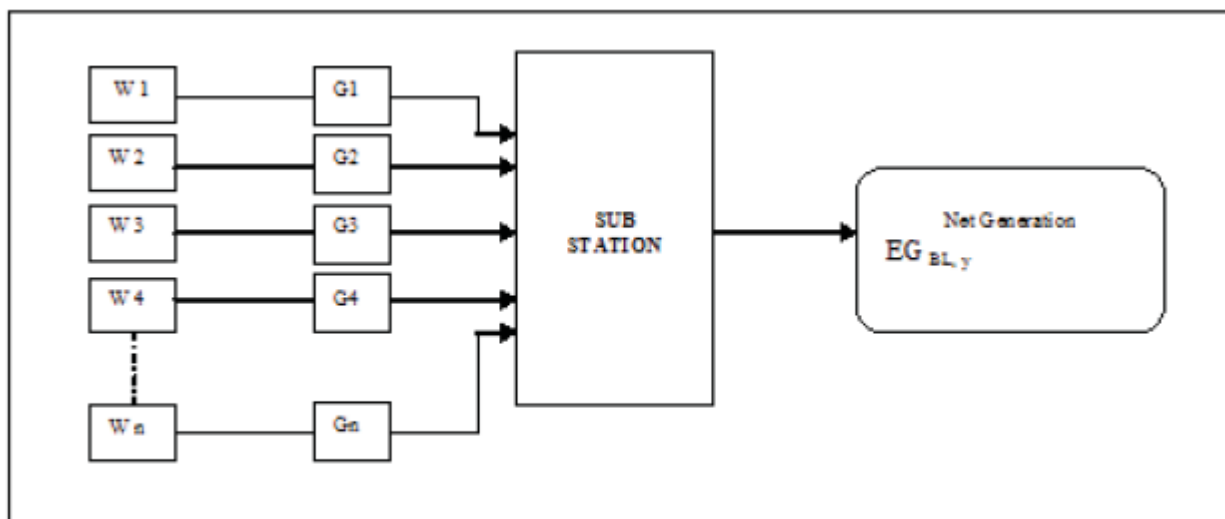 W 1
G1
W 2
G2
W 3
G3
W 4
G4
W n
Gn
SUB
STATION
Net Generation
EG BL, y